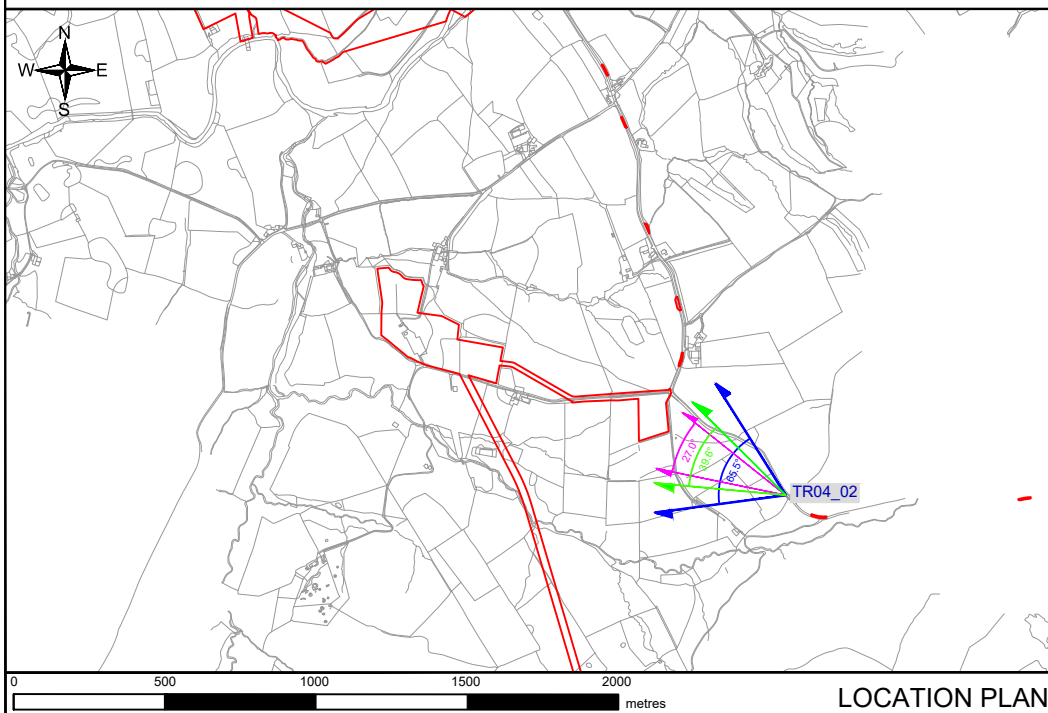 N
W E
S
27.0°
39.6°
65.5°
TR04_02
0 500 1000 1500 2000
metres
LOCATION PLAN